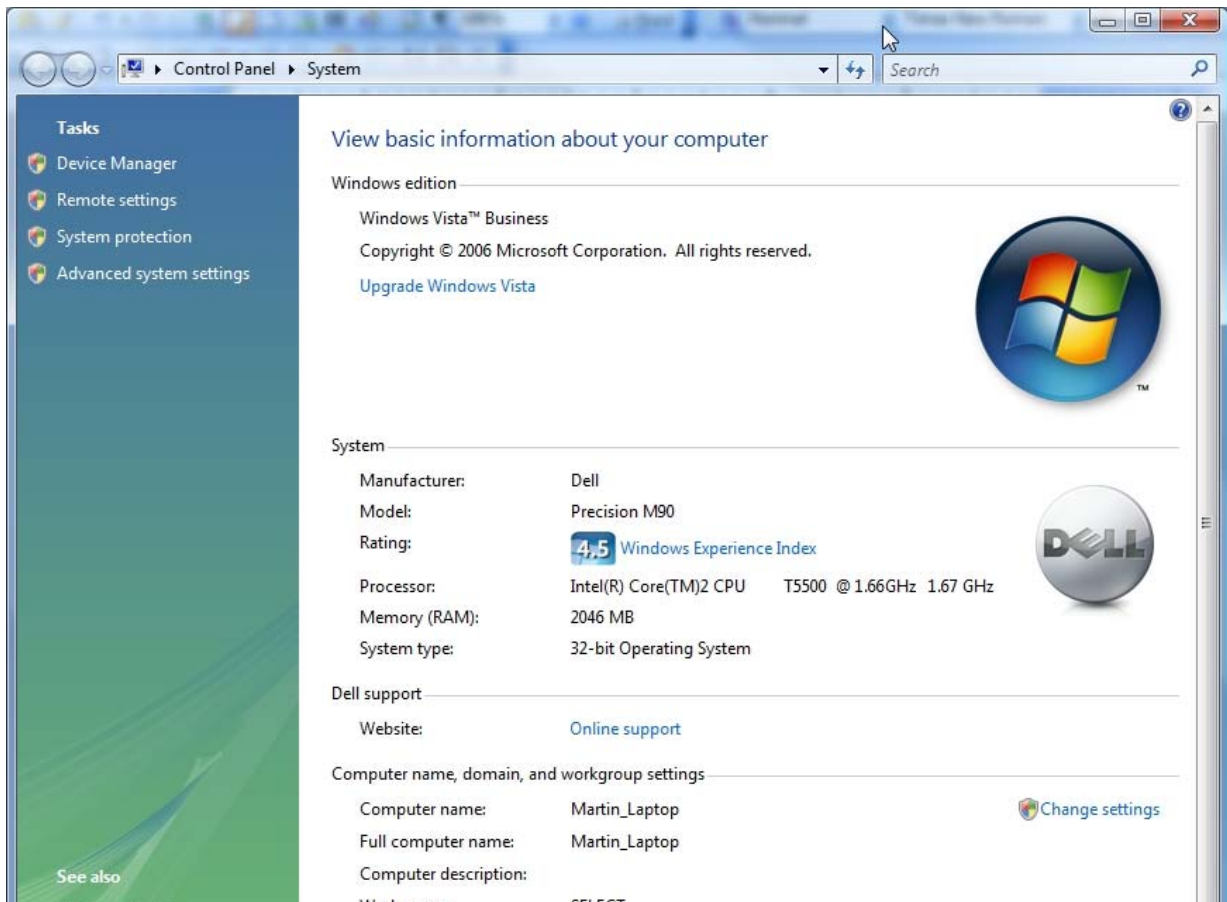 Control Panel ▸ System
Search
Tasks
Device Manager
Remote settings
System protection
Advanced system settings
See also
View basic information about your computer
Windows edition
Windows Vista™ Business
Copyright © 2006 Microsoft Corporation. All rights reserved.
Upgrade Windows Vista
TM
System
Manufacturer: Dell
Model: Precision M90
Rating: 4,5 Windows Experience Index
Processor: Intel(R) Core(TM)2 CPU T5500 @ 1.66GHz 1.67 GHz
Memory (RAM): 2046 MB
System type: 32-bit Operating System
DELL
Dell support
Website: Online support
Computer name, domain, and workgroup settings
Computer name: Martin_Laptop
Change settings
Full computer name: Martin_Laptop
Computer description: